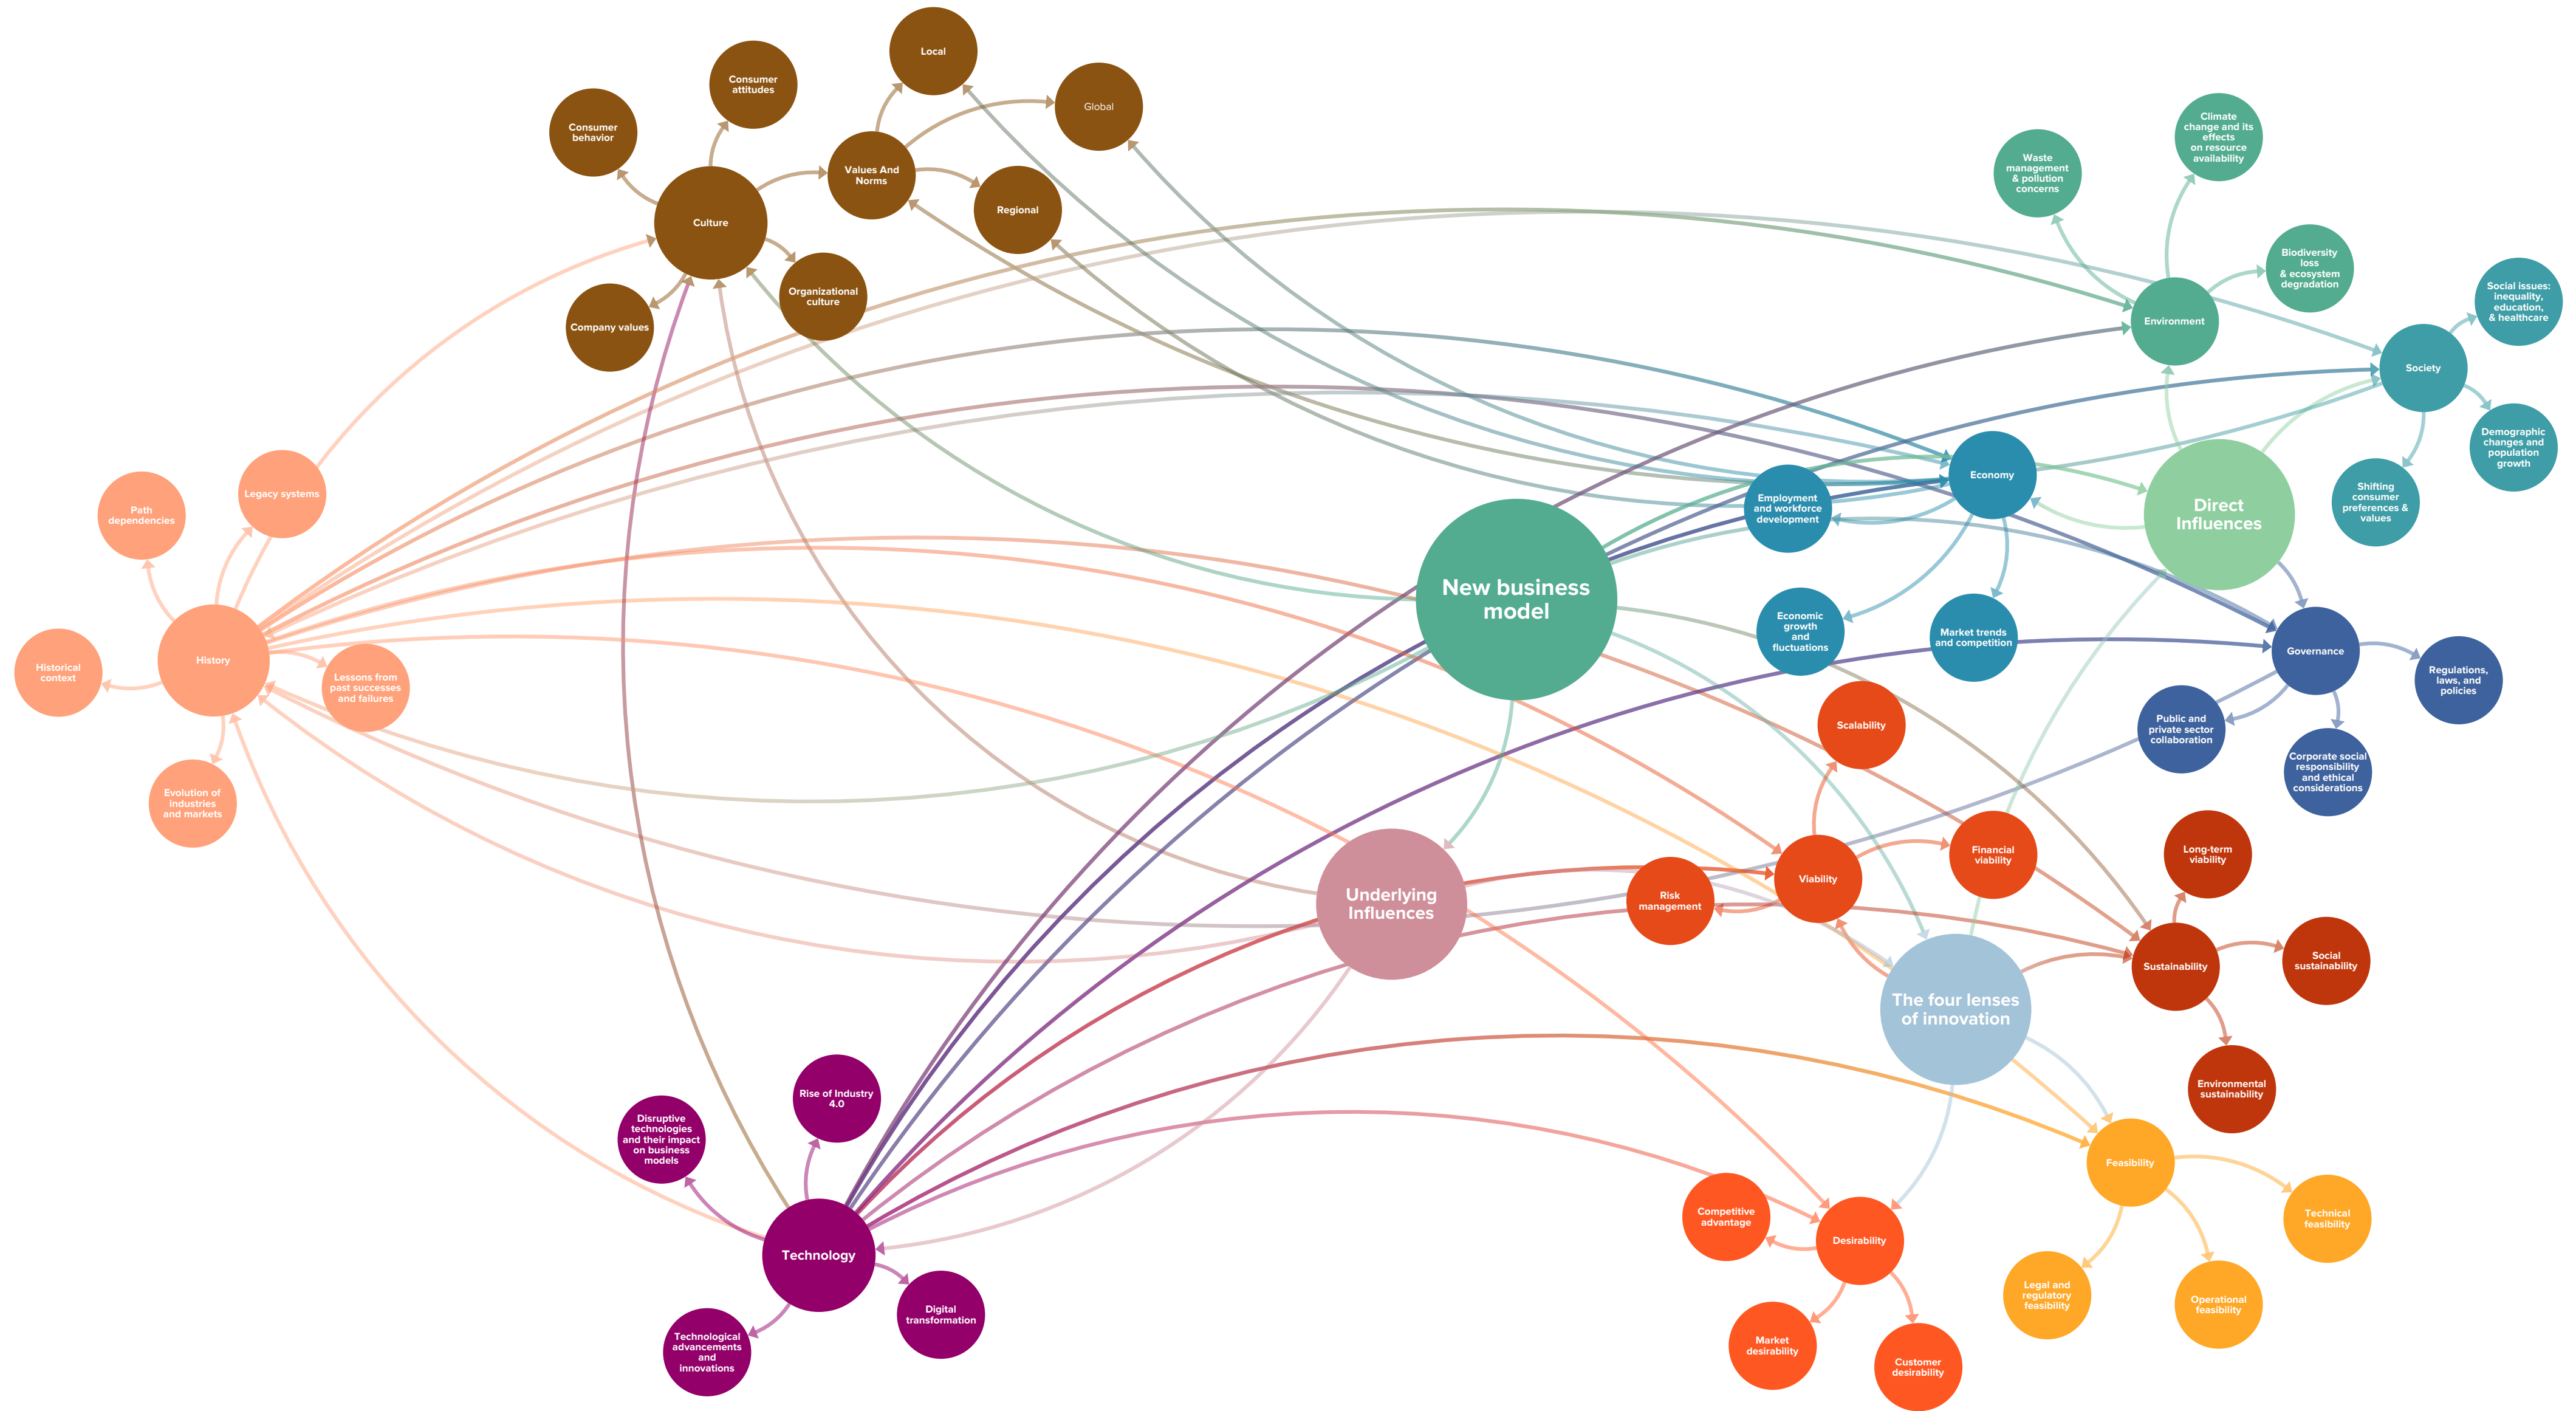 Local
Consumer
attitudes
Global
Consumer
behavior
Values And
Norms
Regional
Culture
Organizational
culture
Company values
Climate
change and its
effects
on resource
availability
Waste
management
& pollution
concerns
Biodiversity
loss
& ecosystem
degradation
Environment
Social issues:
inequality,
education,
& healthcare
Society
Demographic
changes and
population
growth
Shifting
consumer
preferences &
values
Direct
Influences
Economy
Employment
and workforce
development
Economic
growth
and
fluctuations
Market trends
and competition
New business
model
Governance
Regulations,
laws, and
policies
Public and
private sector
collaboration
Corporate social
responsibility
and ethical
considerations
Legacy systems
Path
dependencies
History
Historical
context
Lessons from
past successes
and failures
Evolution of
industries
and markets
Scalability
Financial
viability
Viability
Risk
management
Underlying
Influences
Long-term
viability
Sustainability
Social
sustainability
Environmental
sustainability
The four lenses
of innovation
Rise of Industry
4.0
Disruptive
technologies
and their impact
on business
models
Technology
Digital
transformation
Technological
advancements
and
innovations
Feasibility
Technical
feasibility
Legal and
regulatory
feasibility
Operational
feasibility
Competitive
advantage
Desirability
Market
desirability
Customer
desirability